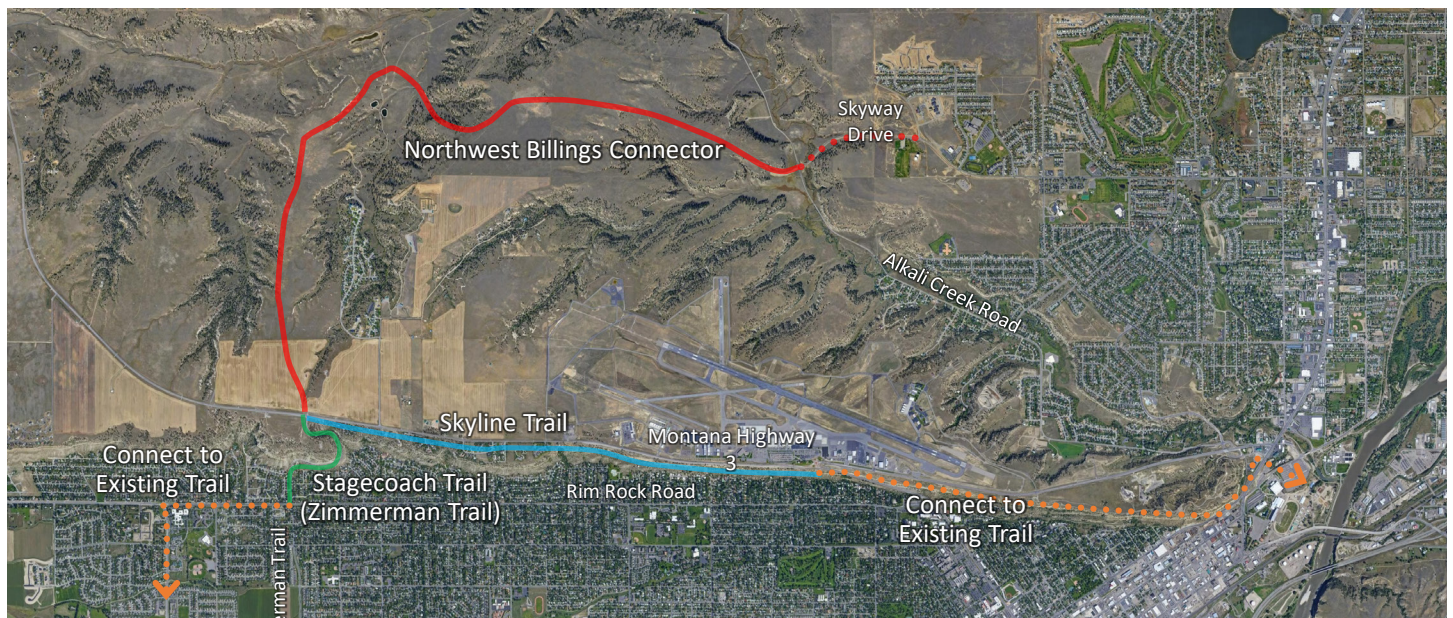 Skyway
Drive
Northwest Billings Connector
Alkali Creek Road
Skyline Trail
Montana Highway
3
Connect to
Existing Trail
Stagecoach Trail
(Zimmerman Trail)
Rim Rock Road
Connect to
Existing Trail
erman Trail